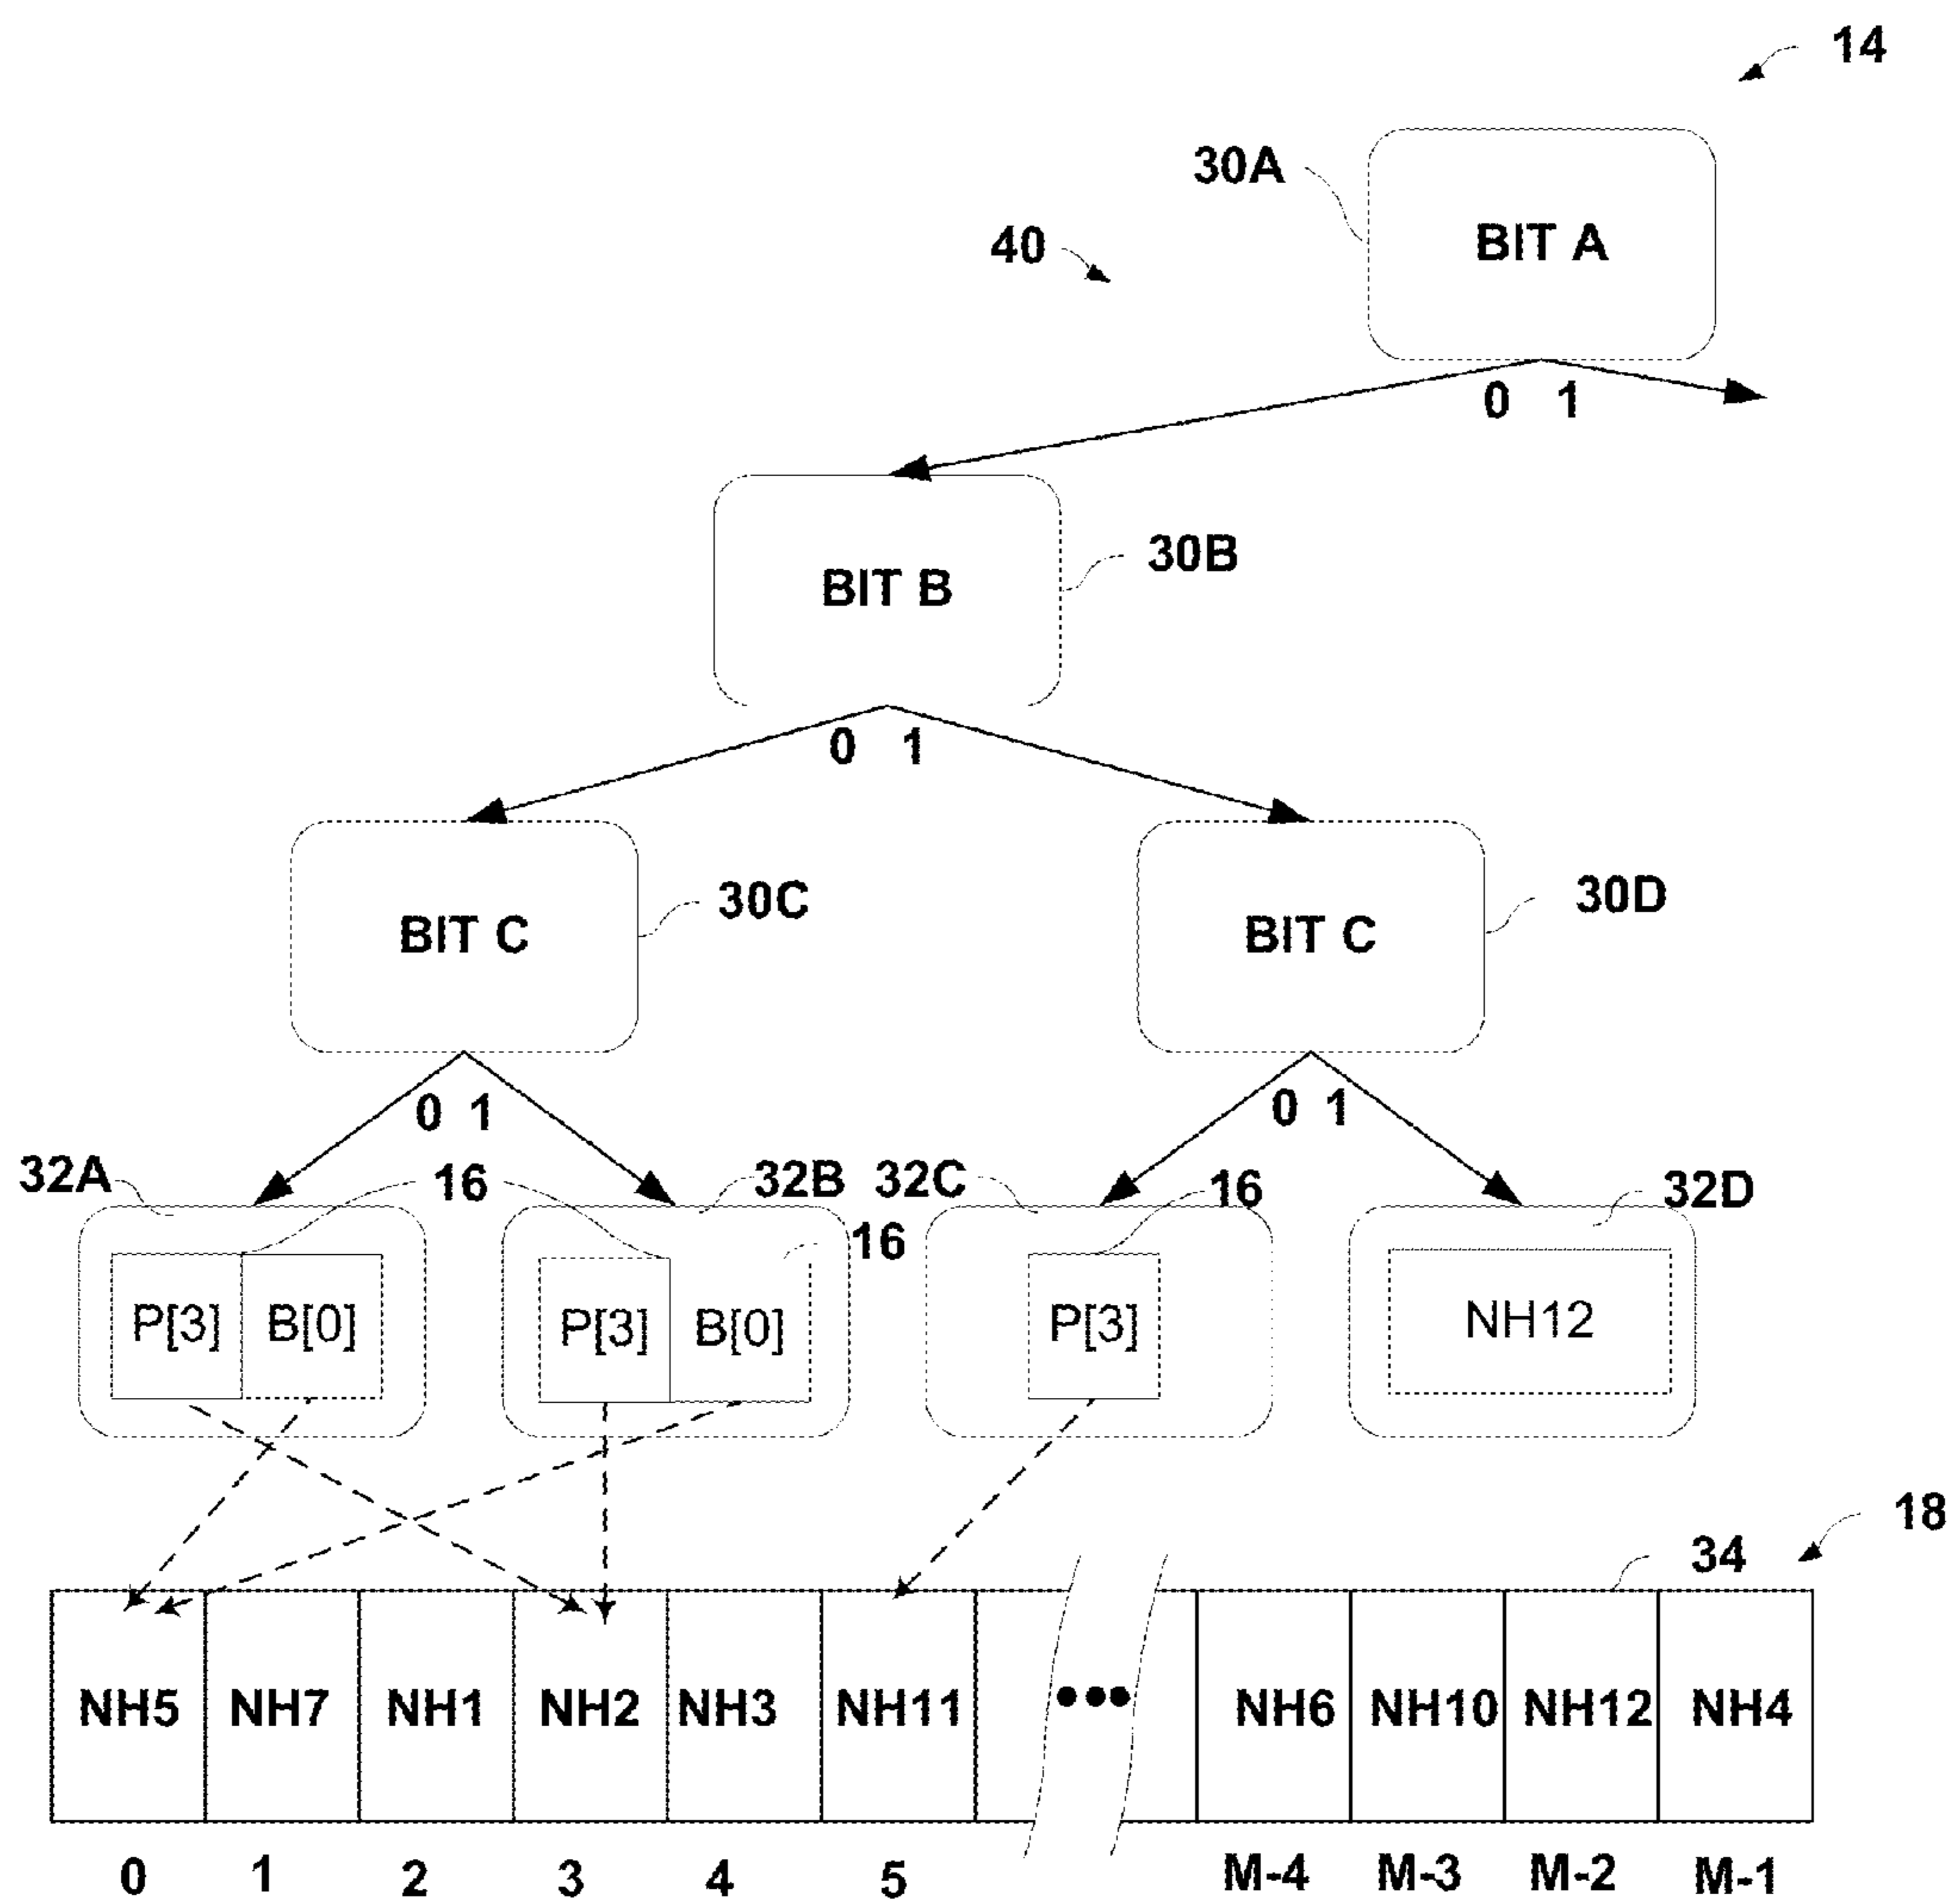 14
30A
BIT A
40
0 1
BIT B
30B
0 1
BIT C
30C
BIT C
30D
0 1
0 1
32A
16
32B
32C
16
32D
16
P[3] B[0]
P[3] B[0]
P[3]
NH12
18
34
NH5 NH7 NH1 NH2 NH3 NH11 ●●● NH6 NH10 NH12 NH4
0 1 2 3 4 5 M-4 M-3 M-2 M-1